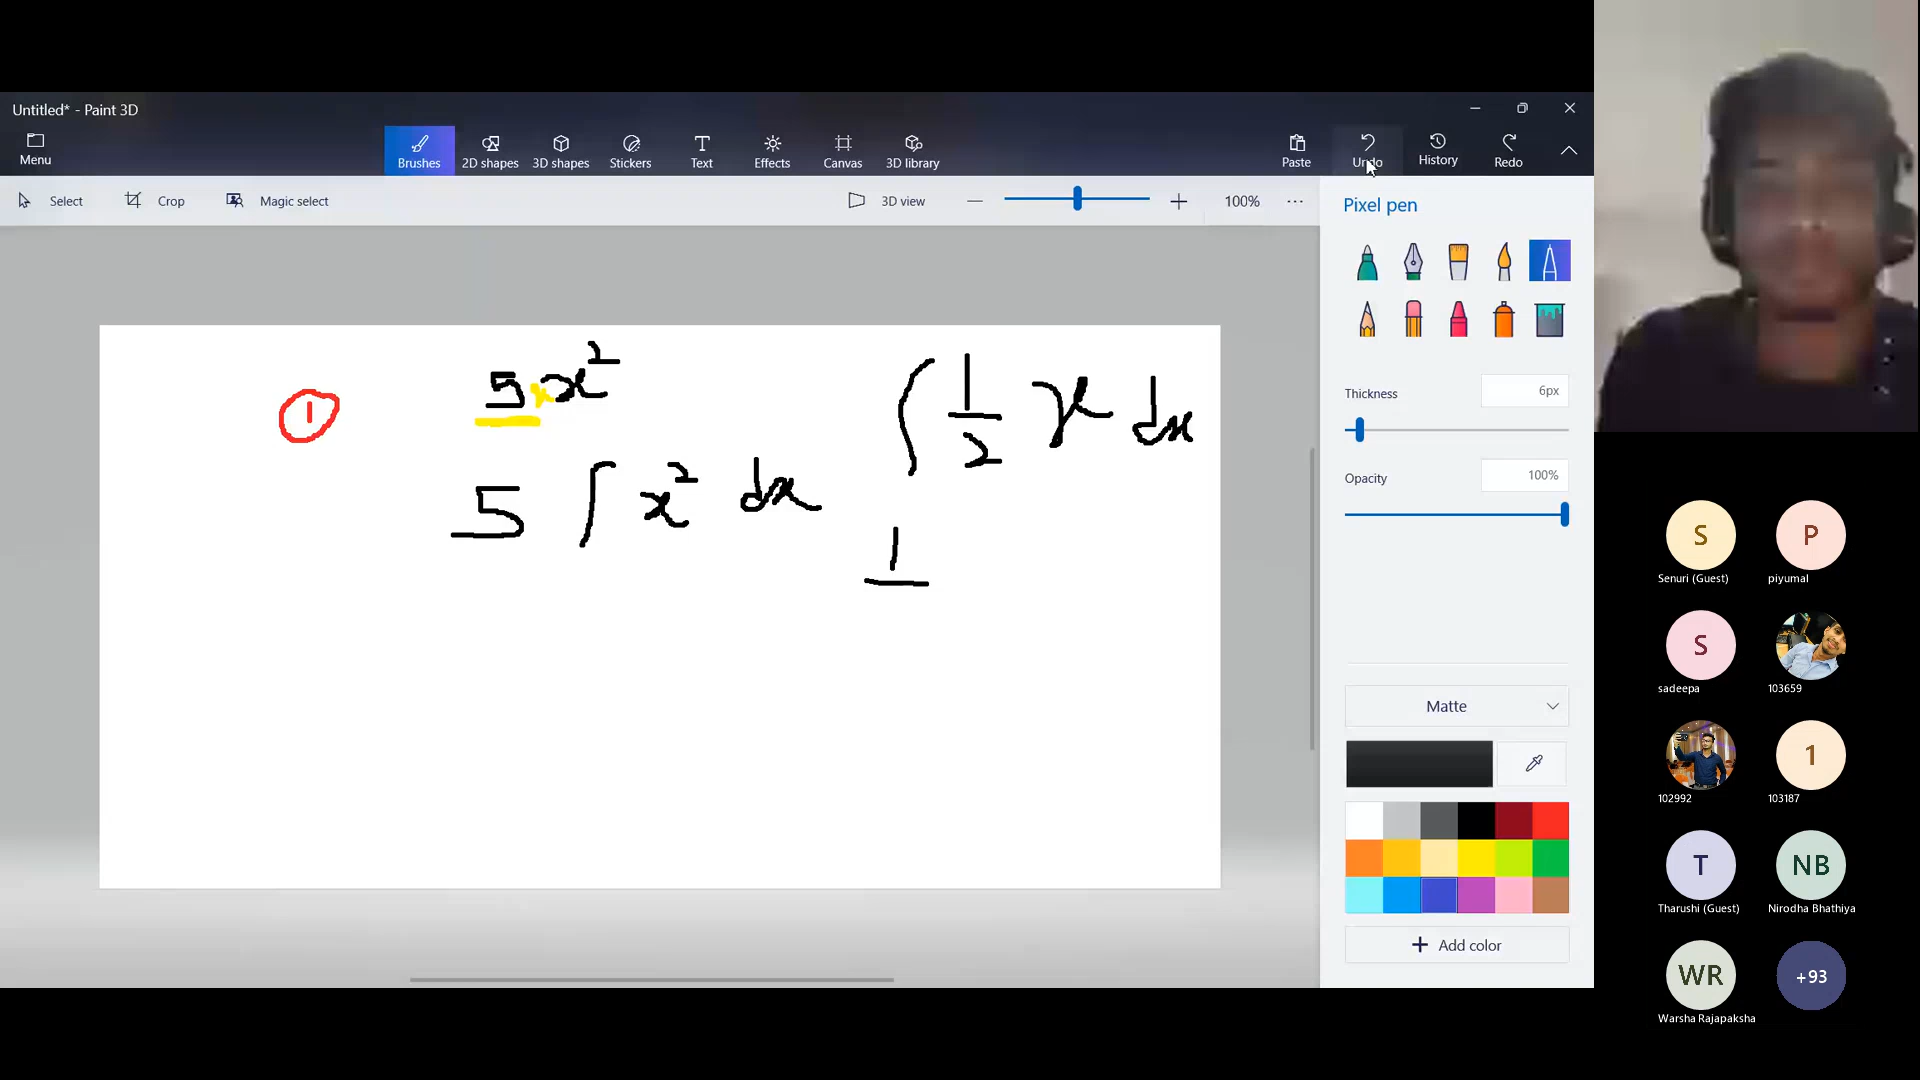 Untitled* - Paint 3D
Menu
Brushes
2D shapes
3D shapes
Stickers
Text
Effects
Canvas
3D library
Paste
Undo
History
Redo
Select
Crop
Magic select
3D view
100%
Pixel pen
Thickness
6px
Opacity
100%
Matte
+ Add color
①
5 × x²
5 ∫ x² dx
∫ 1/2 x dx
1
S
Senuri (Guest)
P
piyumal
S
sadeepa
103659
102992
1
103187
T
Tharushi (Guest)
NB
Nirodha Bhathiya
WR
Warsha Rajapaksha
+93